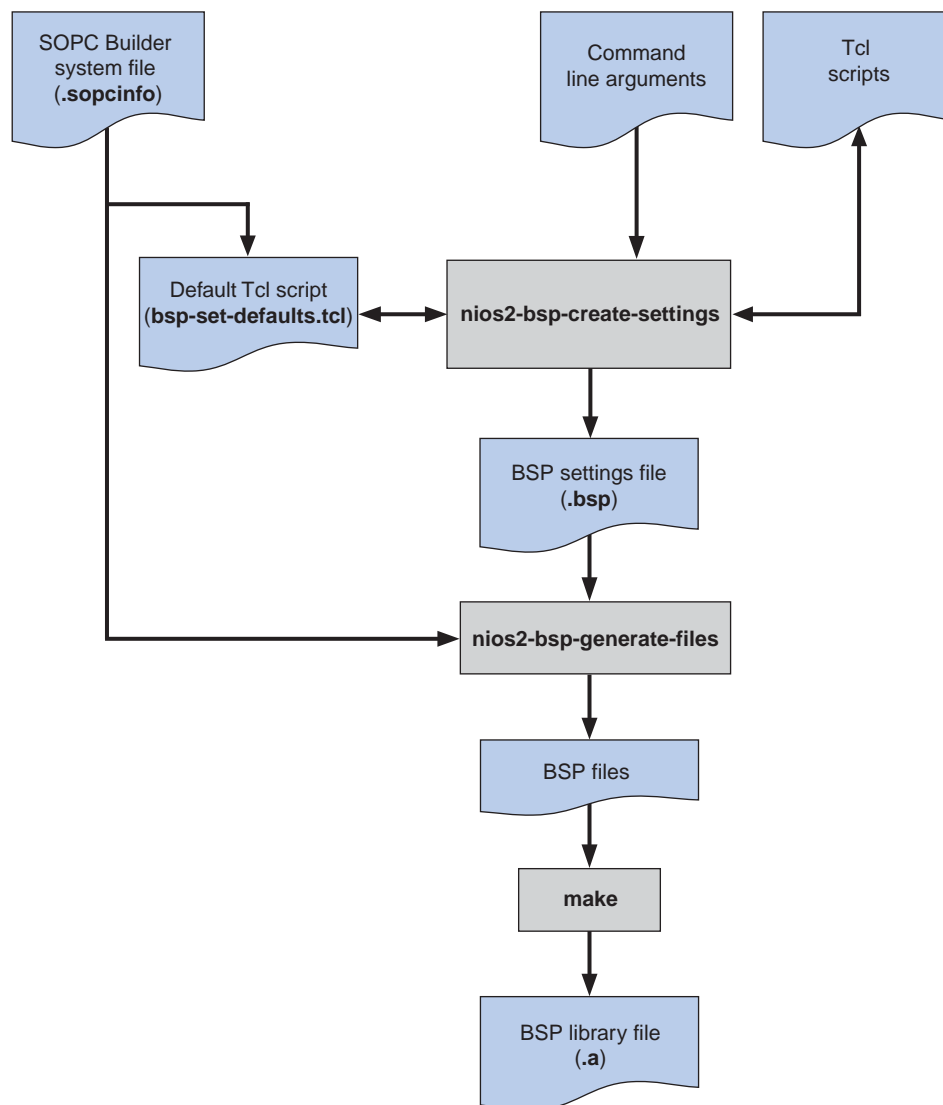 SOPC Builder
system file
(.sopcinfo)
Command
line arguments
Tcl
scripts
Default Tcl script
(bsp-set-defaults.tcl)
nios2-bsp-create-settings
BSP settings file
(.bsp)
nios2-bsp-generate-files
BSP files
make
BSP library file
(.a)